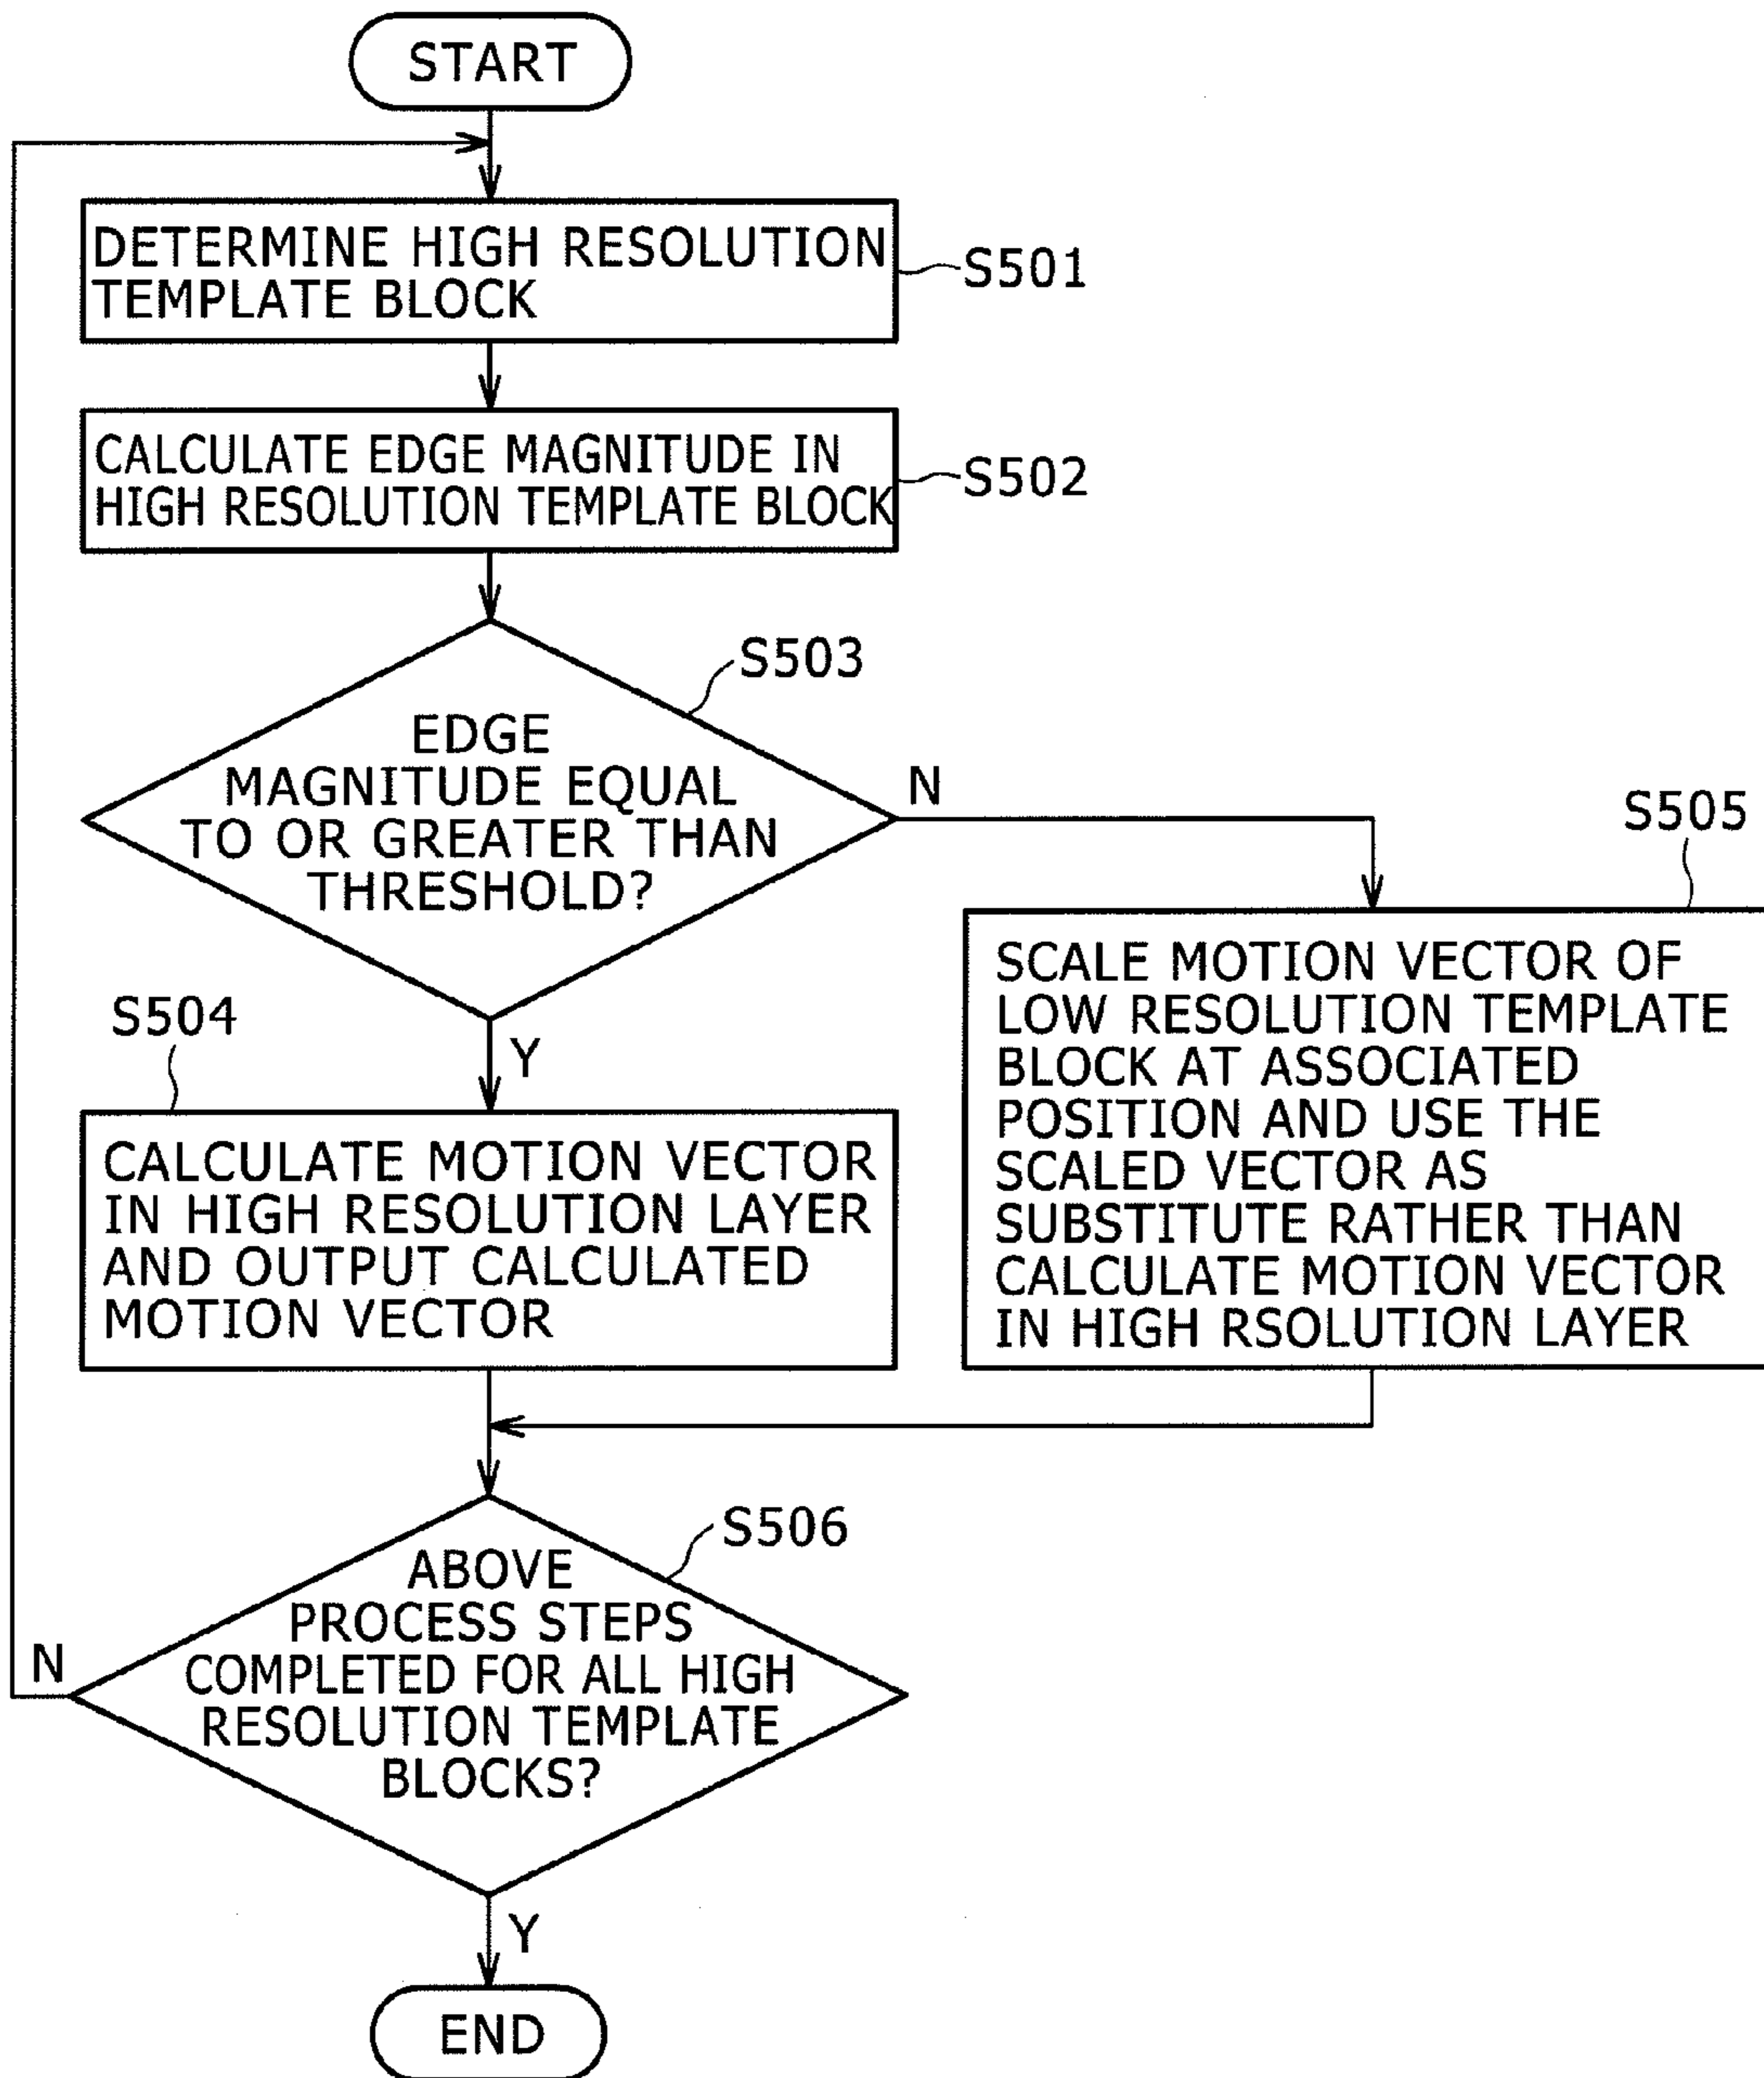 START
DETERMINE HIGH RESOLUTION
TEMPLATE BLOCK
S501
CALCULATE EDGE MAGNITUDE IN
HIGH RESOLUTION TEMPLATE BLOCK
S502
S503
EDGE
MAGNITUDE EQUAL
TO OR GREATER THAN
THRESHOLD?
N
Y
S504
CALCULATE MOTION VECTOR
IN HIGH RESOLUTION LAYER
AND OUTPUT CALCULATED
MOTION VECTOR
S505
SCALE MOTION VECTOR OF
LOW RESOLUTION TEMPLATE
BLOCK AT ASSOCIATED
POSITION AND USE THE
SCALED VECTOR AS
SUBSTITUTE RATHER THAN
CALCULATE MOTION VECTOR
IN HIGH RSOLUTION LAYER
S506
ABOVE
PROCESS STEPS
COMPLETED FOR ALL HIGH
RESOLUTION TEMPLATE
BLOCKS?
N
Y
END